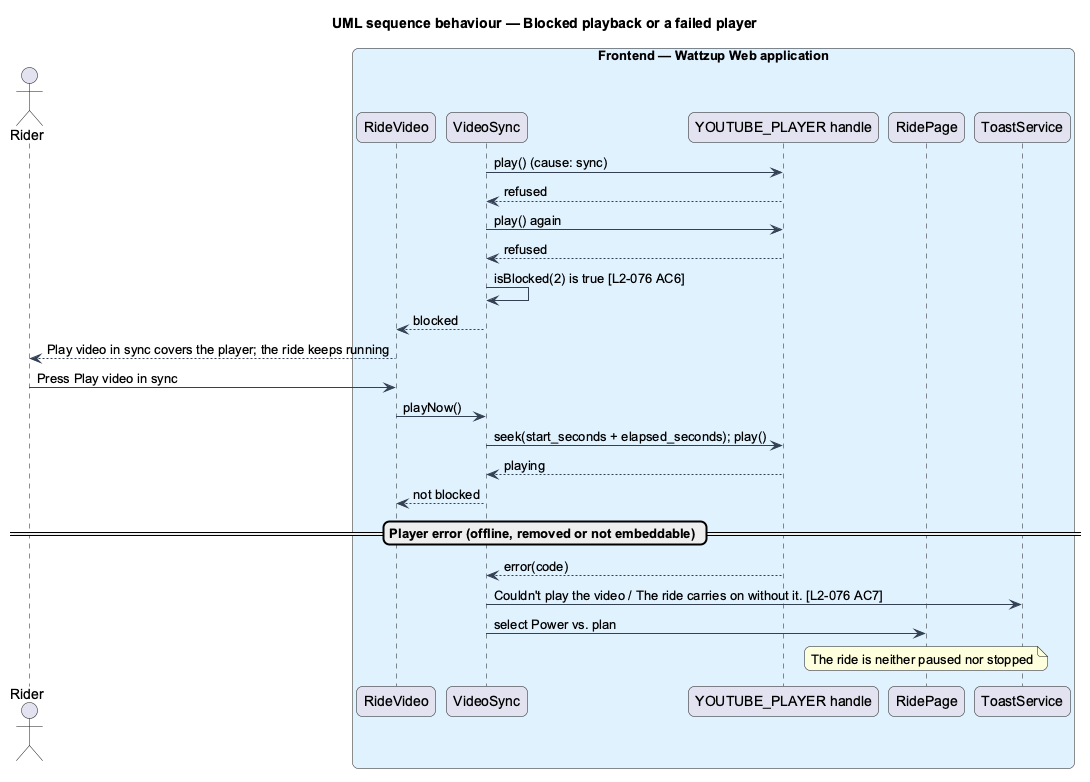 UML sequence behaviour — Blocked playback or a failed player
Frontend — Wattzup Web application
Rider
RideVideo
VideoSync
YOUTUBE_PLAYER handle
RidePage
ToastService
play() (cause: sync)
refused
play() again
refused
isBlocked(2) is true [L2-076 AC6]
blocked
Play video in sync covers the player; the ride keeps running
Press Play video in sync
playNow()
seek(start_seconds + elapsed_seconds); play()
playing
not blocked
Player error (offline, removed or not embeddable)
error(code)
Couldn't play the video / The ride carries on without it. [L2-076 AC7]
select Power vs. plan
The ride is neither paused nor stopped
Rider
RideVideo
VideoSync
YOUTUBE_PLAYER handle
RidePage
ToastService